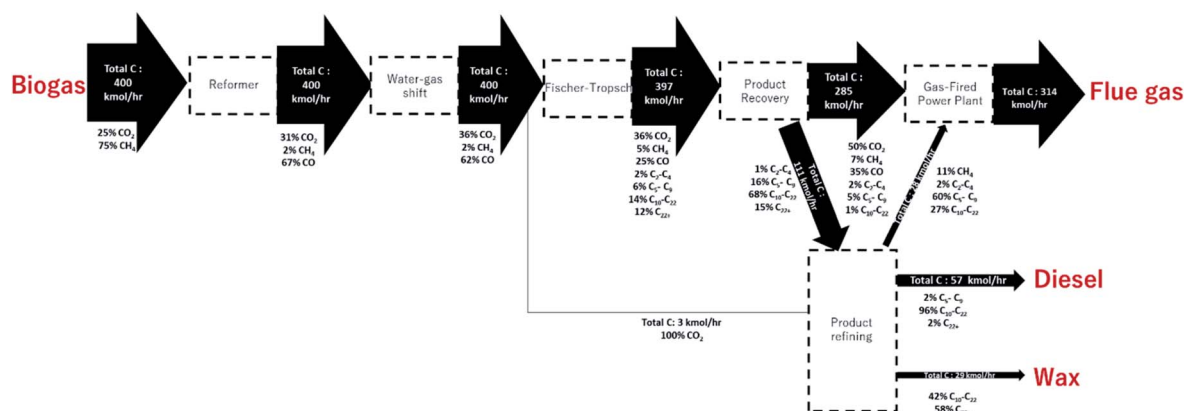 Biogas
Total C :
400
kmol/hr
25% CO₂
75% CH₄
Reformer
Total C :
400
kmol/hr
31% CO₂
2% CH₄
67% CO
Water-gas
shift
Total C :
400
kmol/hr
36% CO₂
2% CH₄
62% CO
Fischer-Tropsch
Total C :
397
kmol/hr
36% CO₂
5% CH₄
25% CO
2% C₂-C₄
6% C₅- C₉
14% C₁₀-C₂₂
12% C₂₂₊
Product
Recovery
Total C :
285
kmol/hr
50% CO₂
7% CH₄
35% CO
2% C₂-C₄
5% C₅- C₉
1% C₁₀-C₂₂
Gas-Fired
Power Plant
Total C : 314
kmol/hr
Flue gas
Total C :
111 kmol/hr
1% C₂-C₄
16% C₅- C₉
68% C₁₀-C₂₂
15% C₂₂₊
Total C : 28 kmol/hr
11% CH₄
2% C₂-C₄
60% C₅- C₉
27% C₁₀-C₂₂
Product
refining
Total C: 3 kmol/hr
100% CO₂
Total C : 57 kmol/hr
Diesel
2% C₅- C₉
96% C₁₀-C₂₂
2% C₂₂₊
Total C : 29 kmol/hr
Wax
42% C₁₀-C₂₂
58%